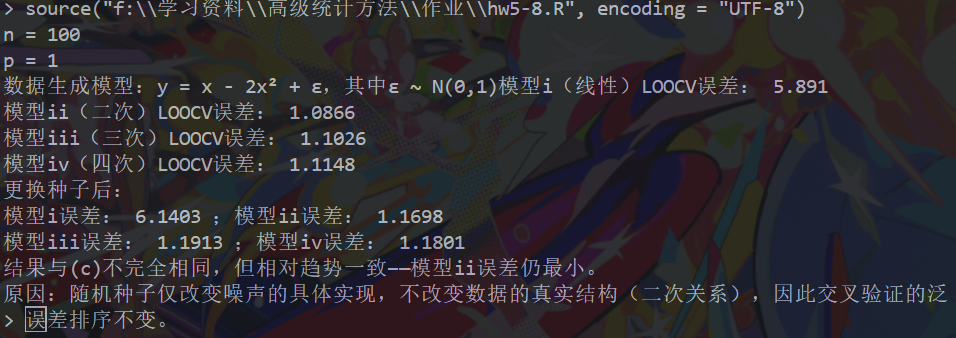 > source("f:\\学习资料\\高级统计方法\\作业\\hw5-8.R", encoding = "UTF-8")
n = 100
p = 1
数据生成模型：y = x - 2x² + ε，其中ε ~ N(0,1)模型i（线性）LOOCV误差： 5.891
模型ii（二次）LOOCV误差： 1.0866
模型iii（三次）LOOCV误差： 1.1026
模型iv（四次）LOOCV误差： 1.1148
更换种子后：
模型i误差： 6.1403 ；模型ii误差： 1.1698
模型iii误差： 1.1913 ；模型iv误差： 1.1801
结果与(c)不完全相同，但相对趋势一致——模型ii误差仍最小。
原因：随机种子仅改变噪声的具体实现，不改变数据的真实结构（二次关系），因此交叉验证的泛
> 误差排序不变。